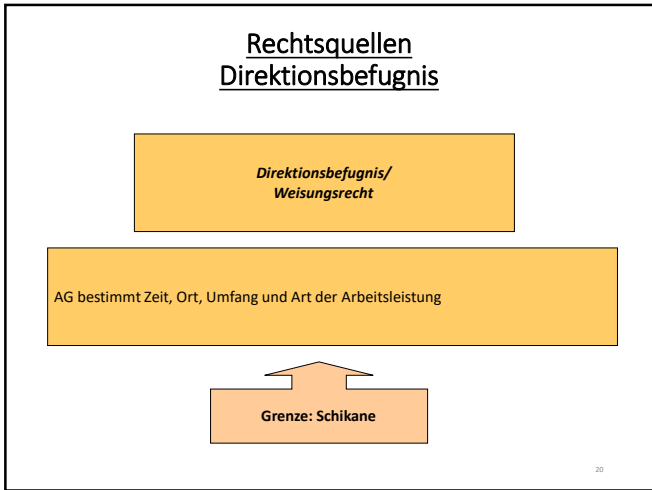 Rechtsquellen
Direktionsbefugnis
Direktionsbefugnis/
Weisungsrecht
AG bestimmt Zeit, Ort, Umfang und Art der Arbeitsleistung
Grenze: Schikane
20